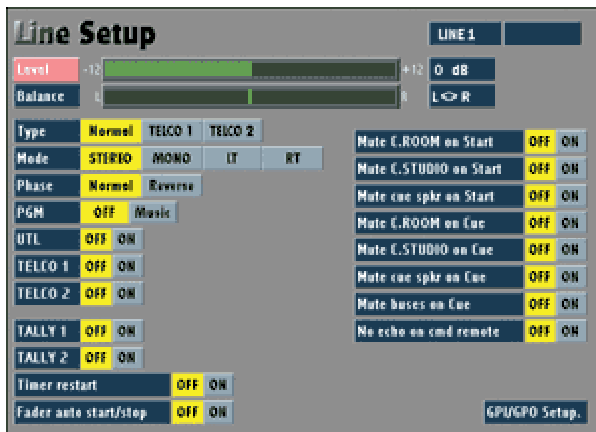 Line Setup
LINE 1
Level -12 +12 0 dB
Balance L R L<>R
Type Normal TELCO 1 TELCO 2
Mode STEREO MONO LT RT
Phase Normal Reverse
PGM OFF Music
UTL OFF ON
TELCO 1 OFF ON
TELCO 2 OFF ON
TALLY 1 OFF ON
TALLY 2 OFF ON
Timer restart OFF ON
Fader auto start/stop OFF ON
Mute C.ROOM on Start OFF ON
Mute C.STUDIO on Start OFF ON
Mute cue spkr on Start OFF ON
Mute C.ROOM on Cue OFF ON
Mute C.STUDIO on Cue OFF ON
Mute cue spkr on Cue OFF ON
Mute buses on Cue OFF ON
No echo on cmd remote OFF ON
GPI/GPO Setup.